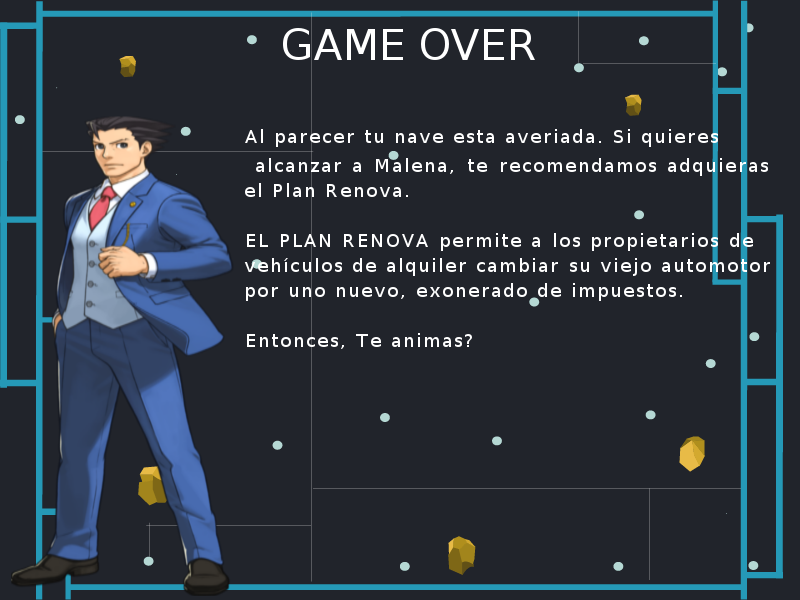 GAME OVER
Al parecer tu nave esta averiada. Si quieres
alcanzar a Malena, te recomendamos adquieras
el Plan Renova.
EL PLAN RENOVA permite a los propietarios de
vehículos de alquiler cambiar su viejo automotor
por uno nuevo, exonerado de impuestos.
Entonces, Te animas?